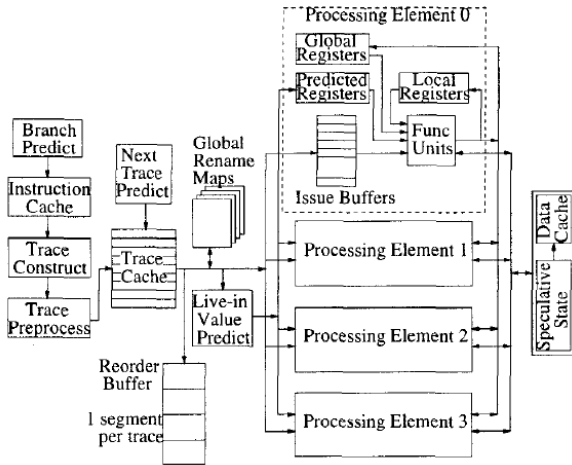 Processing Element 0
Global
Registers
Predicted
Registers
Local
Registers
Func
Units
Issue Buffers
Branch
Predict
Instruction
Cache
Trace
Construct
Trace
Preprocess
Next
Trace
Predict
Trace
Cache
Global
Rename
Maps
Live-in
Value
Predict
Reorder
Buffer
1 segment
per trace
Processing Element 1
Processing Element 2
Processing Element 3
Data
Cache
Speculative
State